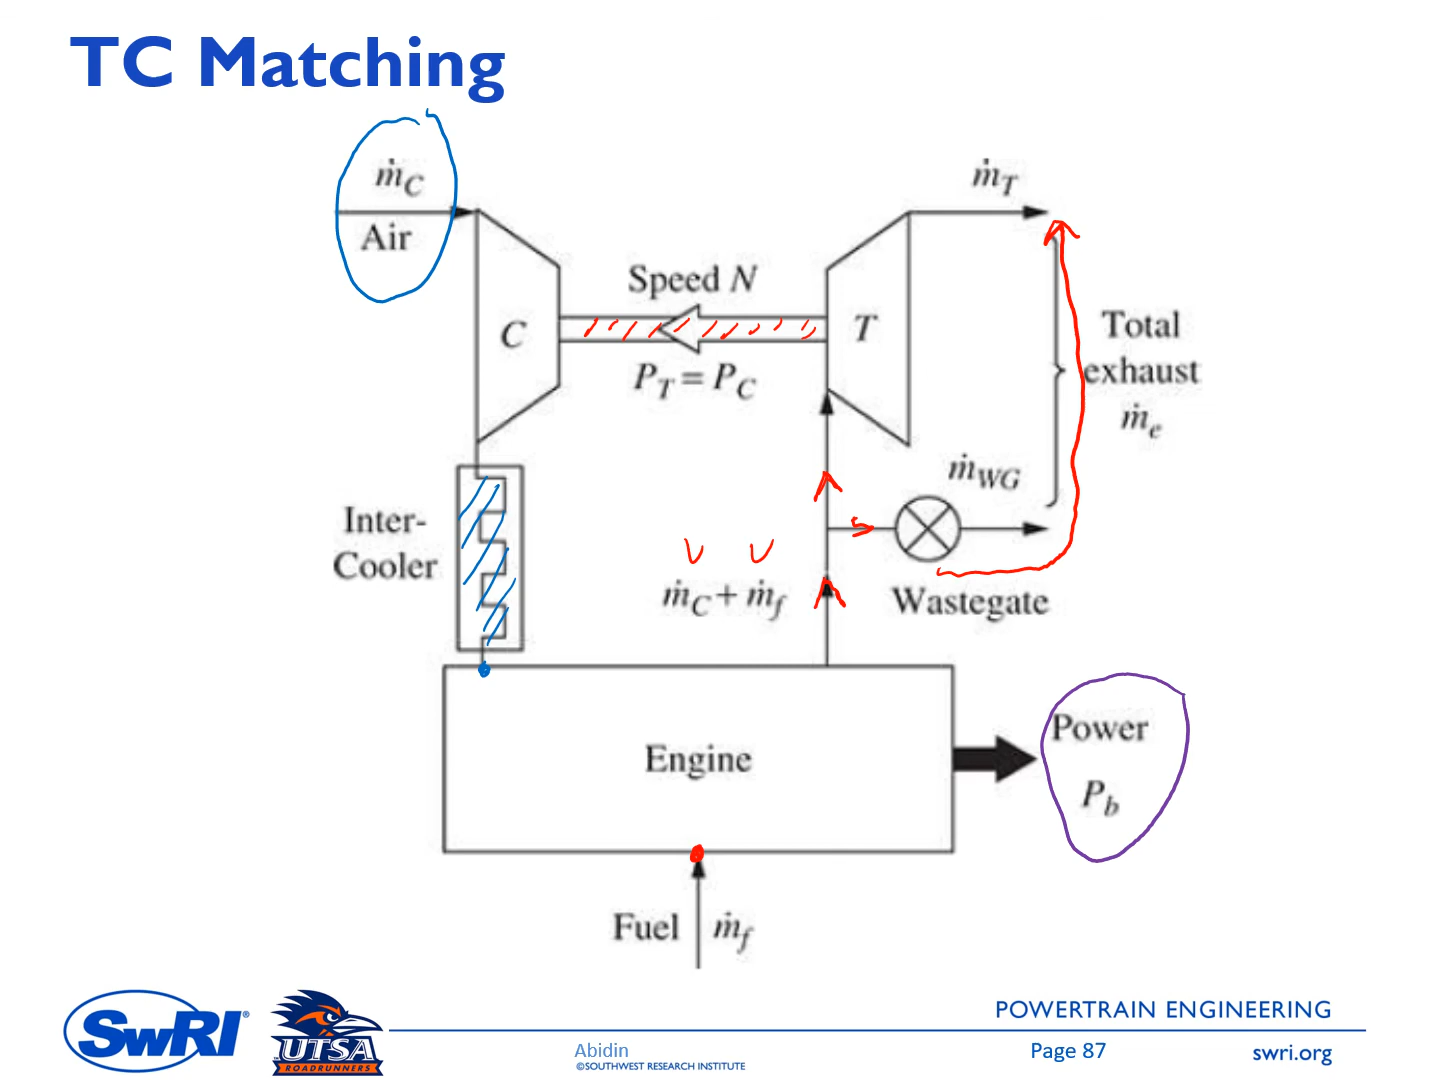 TC Matching
ṁC
Air
ṁT
Speed N
C
T
PT = PC
Total
exhaust
ṁe
ṁWG
Inter-
Cooler
ṁC + ṁf
Wastegate
Engine
Power
Pb
Fuel ṁf
SwRI®
UTSA
ROADRUNNERS
POWERTRAIN ENGINEERING
Abidin
©SOUTHWEST RESEARCH INSTITUTE
Page 87
swri.org